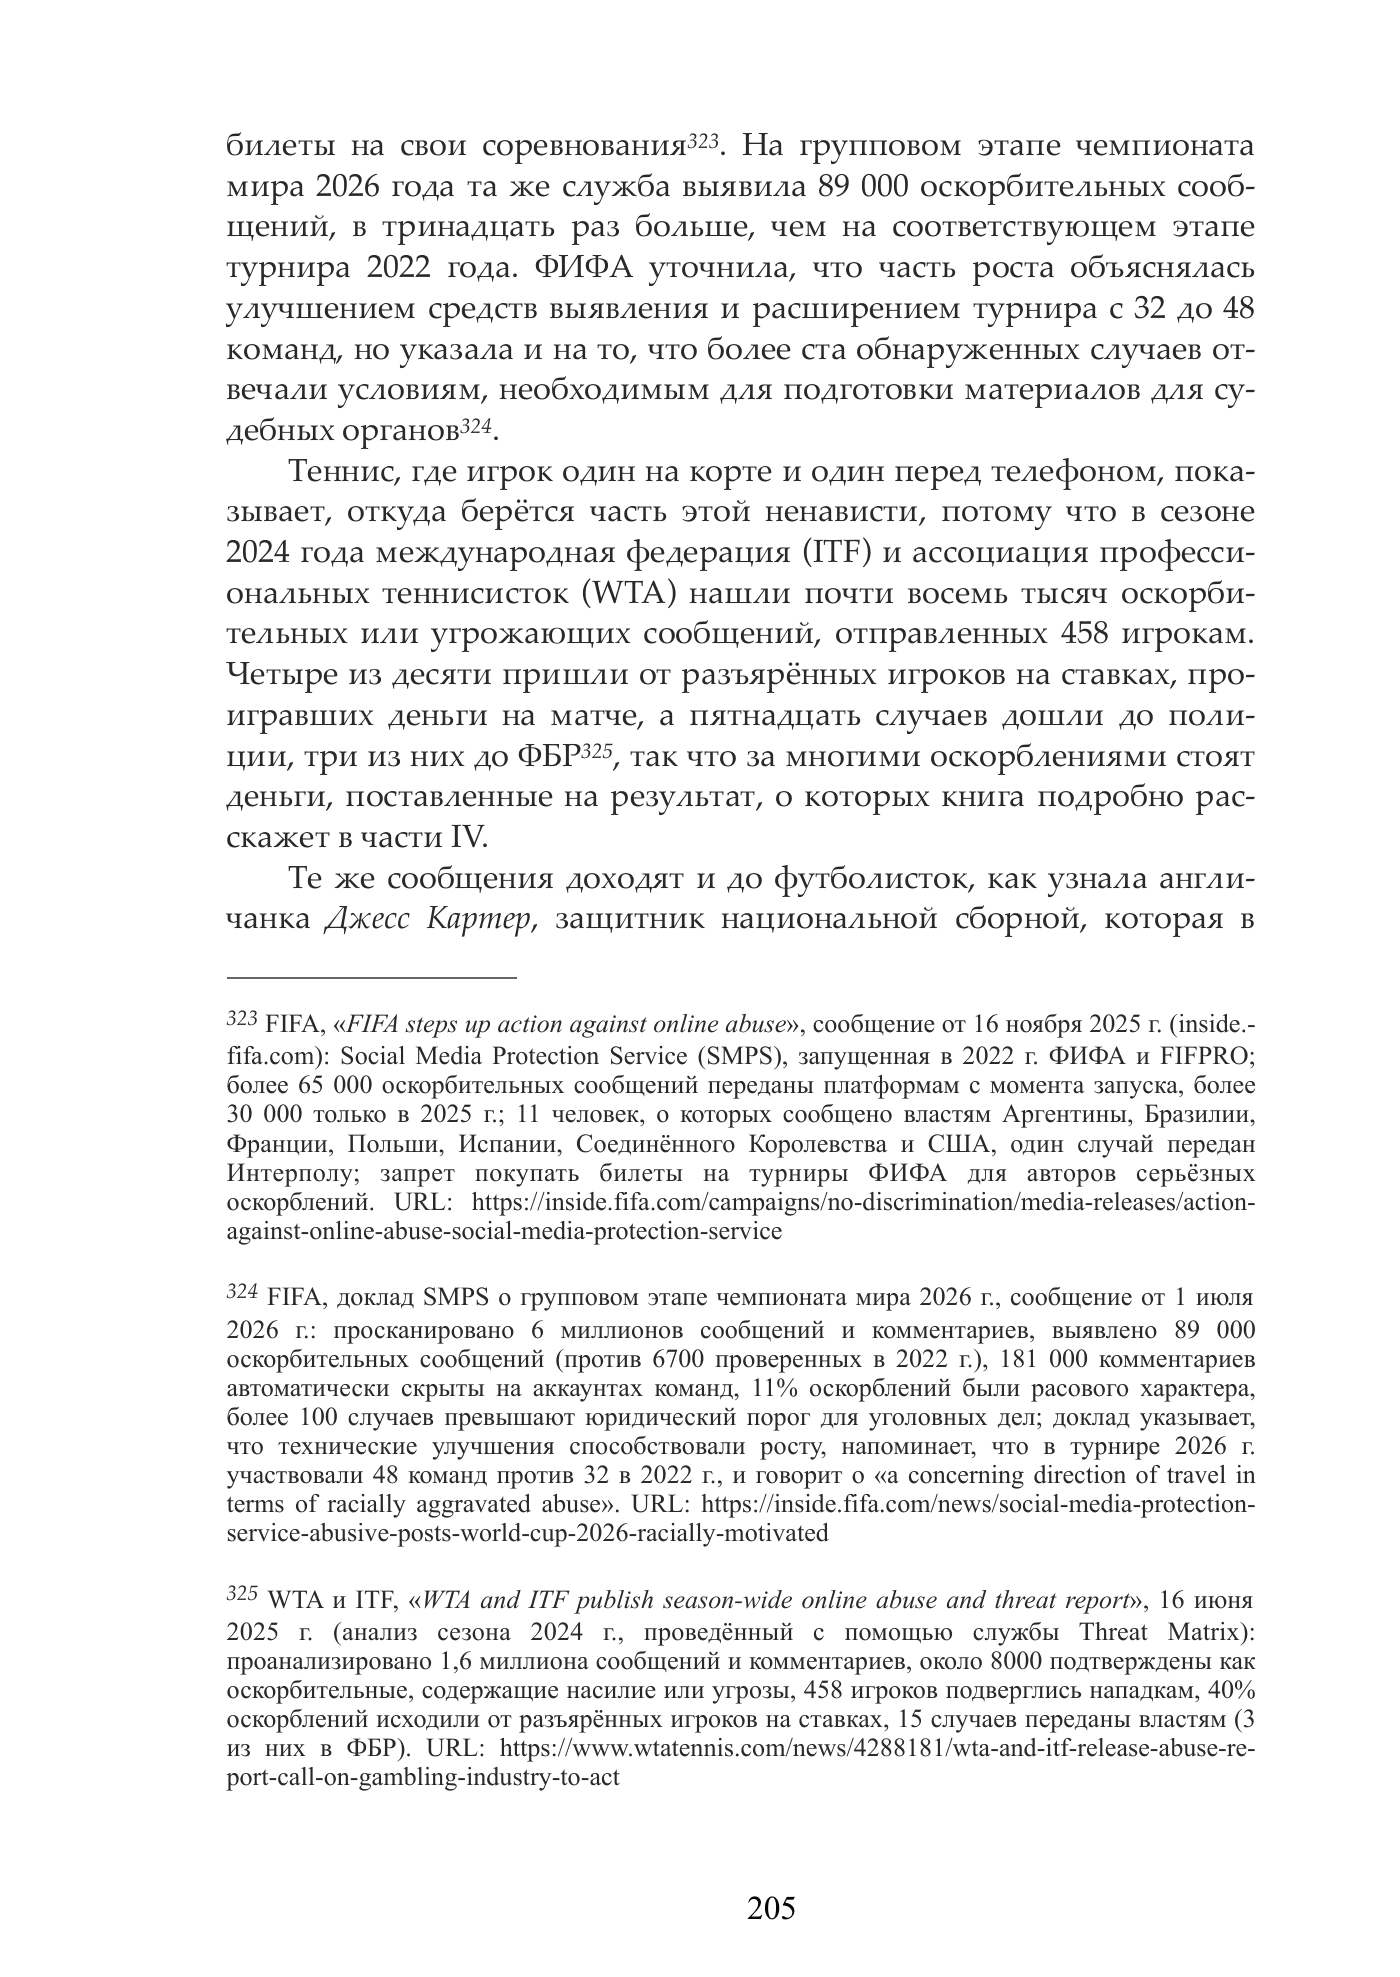 билеты на свои соревнования323. На групповом этапе чемпионата
мира 2026 года та же служба выявила 89 000 оскорбительных сооб-
щений, в тринадцать раз больше, чем на соответствующем этапе
турнира 2022 года. ФИФА уточнила, что часть роста объяснялась
улучшением средств выявления и расширением турнира с 32 до 48
команд, но указала и на то, что более ста обнаруженных случаев от-
вечали условиям, необходимым для подготовки материалов для су-
дебных органов324.
Теннис, где игрок один на корте и один перед телефоном, пока-
зывает, откуда берётся часть этой ненависти, потому что в сезоне
2024 года международная федерация (ITF) и ассоциация професси-
ональных теннисисток (WTA) нашли почти восемь тысяч оскорби-
тельных или угрожающих сообщений, отправленных 458 игрокам.
Четыре из десяти пришли от разъярённых игроков на ставках, про-
игравших деньги на матче, а пятнадцать случаев дошли до поли-
ции, три из них до ФБР325, так что за многими оскорблениями стоят
деньги, поставленные на результат, о которых книга подробно рас-
скажет в части IV.
Те же сообщения доходят и до футболисток, как узнала англи-
чанка Джесс Картер, защитник национальной сборной, которая в
323 FIFA, «FIFA steps up action against online abuse», сообщение от 16 ноября 2025 г. (inside.-
fifa.com): Social Media Protection Service (SMPS), запущенная в 2022 г. ФИФА и FIFPRO;
более 65 000 оскорбительных сообщений переданы платформам с момента запуска, более
30 000 только в 2025 г.; 11 человек, о которых сообщено властям Аргентины, Бразилии,
Франции, Польши, Испании, Соединённого Королевства и США, один случай передан
Интерполу; запрет покупать билеты на турниры ФИФА для авторов серьёзных
оскорблений. URL: https://inside.fifa.com/campaigns/no-discrimination/media-releases/action-
against-online-abuse-social-media-protection-service
324 FIFA, доклад SMPS о групповом этапе чемпионата мира 2026 г., сообщение от 1 июля
2026 г.: просканировано 6 миллионов сообщений и комментариев, выявлено 89 000
оскорбительных сообщений (против 6700 проверенных в 2022 г.), 181 000 комментариев
автоматически скрыты на аккаунтах команд, 11% оскорблений были расового характера,
более 100 случаев превышают юридический порог для уголовных дел; доклад указывает,
что технические улучшения способствовали росту, напоминает, что в турнире 2026 г.
участвовали 48 команд против 32 в 2022 г., и говорит о «a concerning direction of travel in
terms of racially aggravated abuse». URL: https://inside.fifa.com/news/social-media-protection-
service-abusive-posts-world-cup-2026-racially-motivated
325 WTA и ITF, «WTA and ITF publish season-wide online abuse and threat report», 16 июня
2025 г. (анализ сезона 2024 г., проведённый с помощью службы Threat Matrix):
проанализировано 1,6 миллиона сообщений и комментариев, около 8000 подтверждены как
оскорбительные, содержащие насилие или угрозы, 458 игроков подверглись нападкам, 40%
оскорблений исходили от разъярённых игроков на ставках, 15 случаев переданы властям (3
из них в ФБР). URL: https://www.wtatennis.com/news/4288181/wta-and-itf-release-abuse-re-
port-call-on-gambling-industry-to-act
205